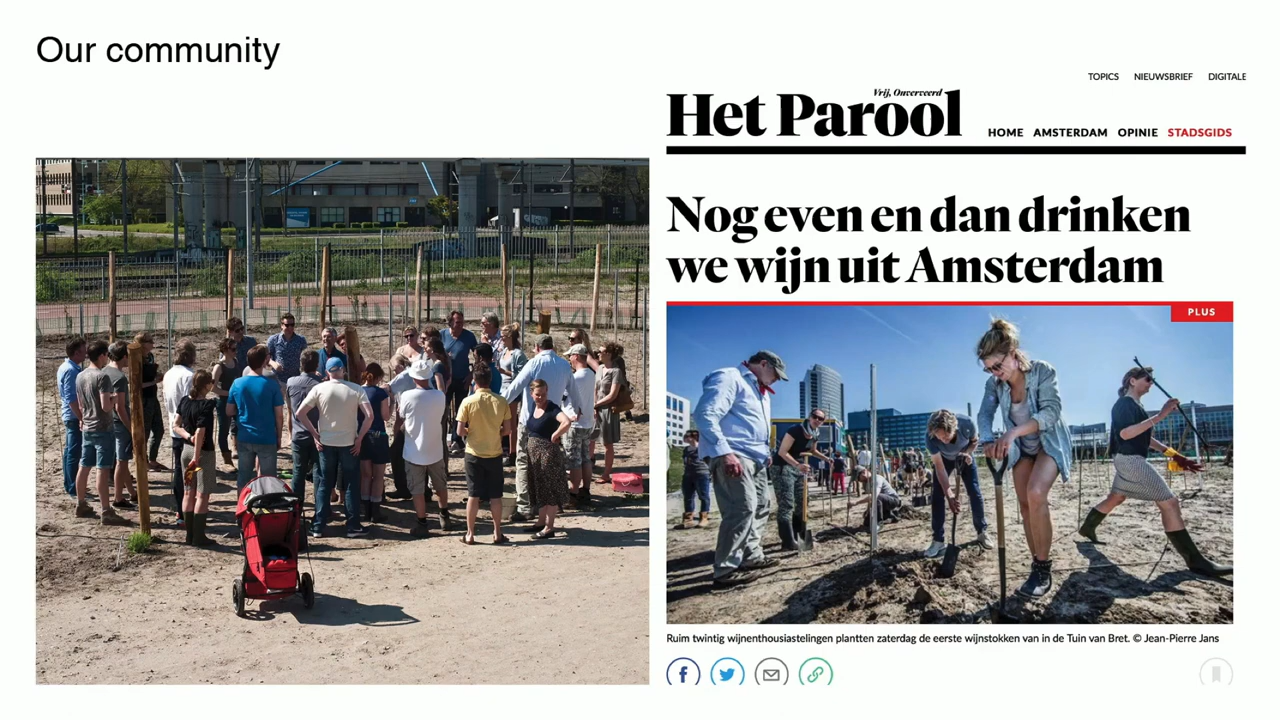 Our community
TOPICS NIEUWSBRIEF DIGITALE
Vrij, Onverveerd
Het Parool
HOME AMSTERDAM OPINIE STADSGIDS
Nog even en dan drinken
we wijn uit Amsterdam
PLUS
Ruim twintig wijnenthousiastelingen plantten zaterdag de eerste wijnstokken van in de Tuin van Bret. © Jean-Pierre Jans